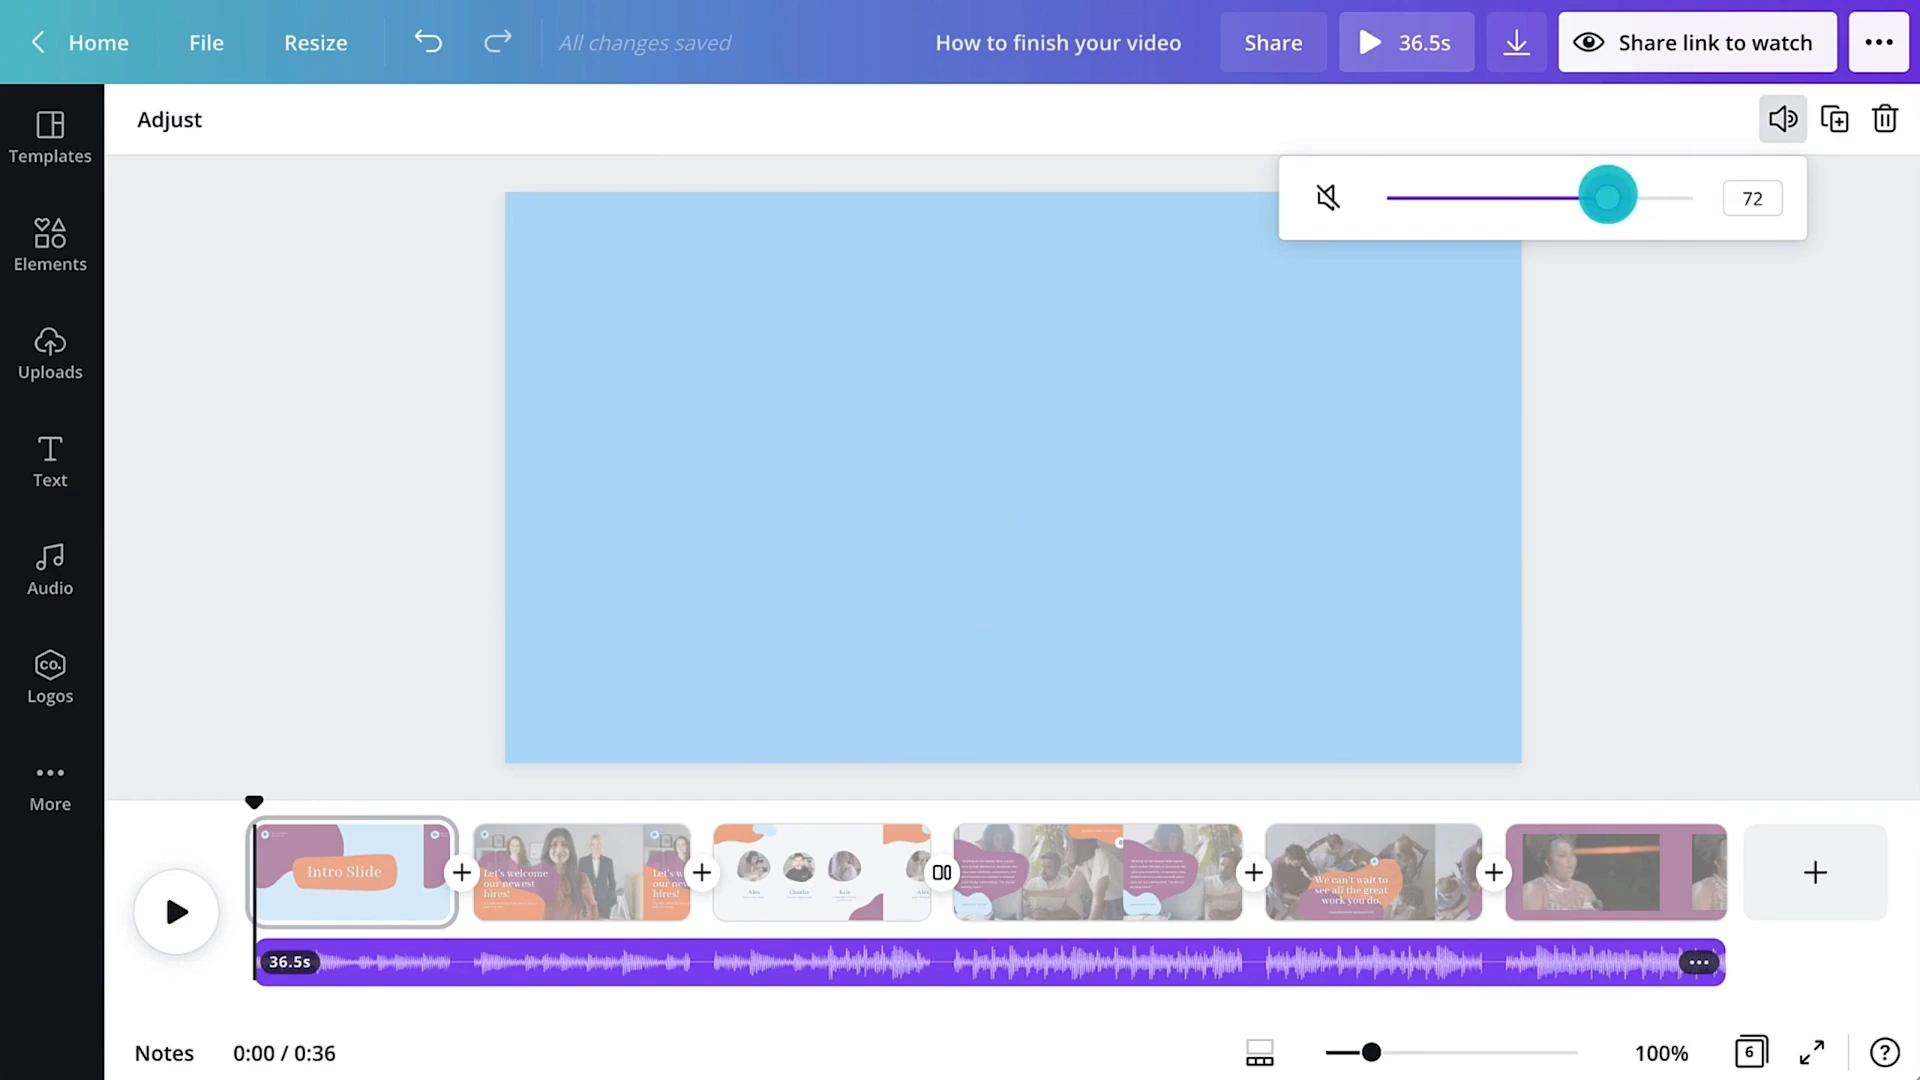 Home
File
Resize
All changes saved
How to finish your video
Share
36.5s
Share link to watch
Adjust
72
Templates
Elements
Uploads
Text
Audio
co.
Logos
More
Intro Slide
Let's welcome
our newest
hires!
Let's w
our nev
hires!
Alex
Charlie
Kris
We can't wait to
see all the great
work you do.
36.5s
Notes
0:00 / 0:36
100%
6